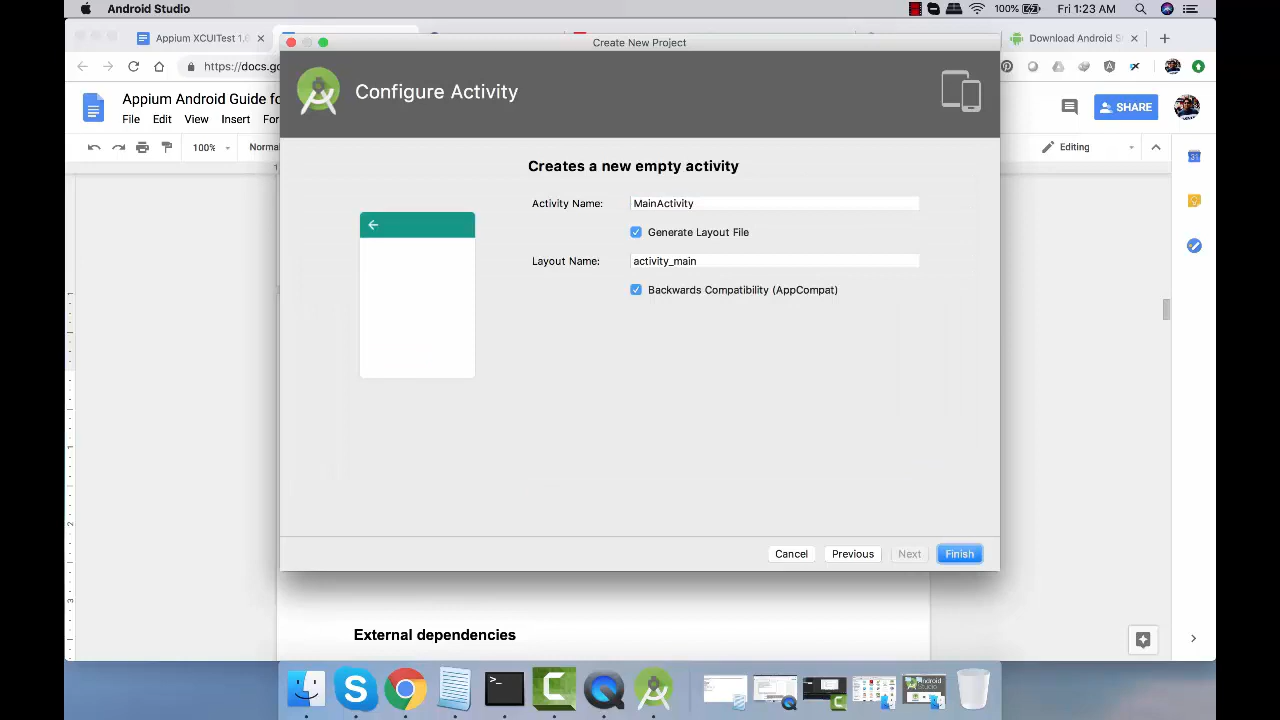 Android Studio
100%
Fri 1:23 AM
Appium XCUITest 1.6
Create New Project
Download Android S
https://docs.go
Configure Activity
Appium Android Guide fo
File Edit View Insert For
SHARE
100%
Norma
Editing
Creates a new empty activity
Activity Name: MainActivity
Generate Layout File
Layout Name: activity_main
Backwards Compatibility (AppCompat)
Cancel Previous Next Finish
External dependencies